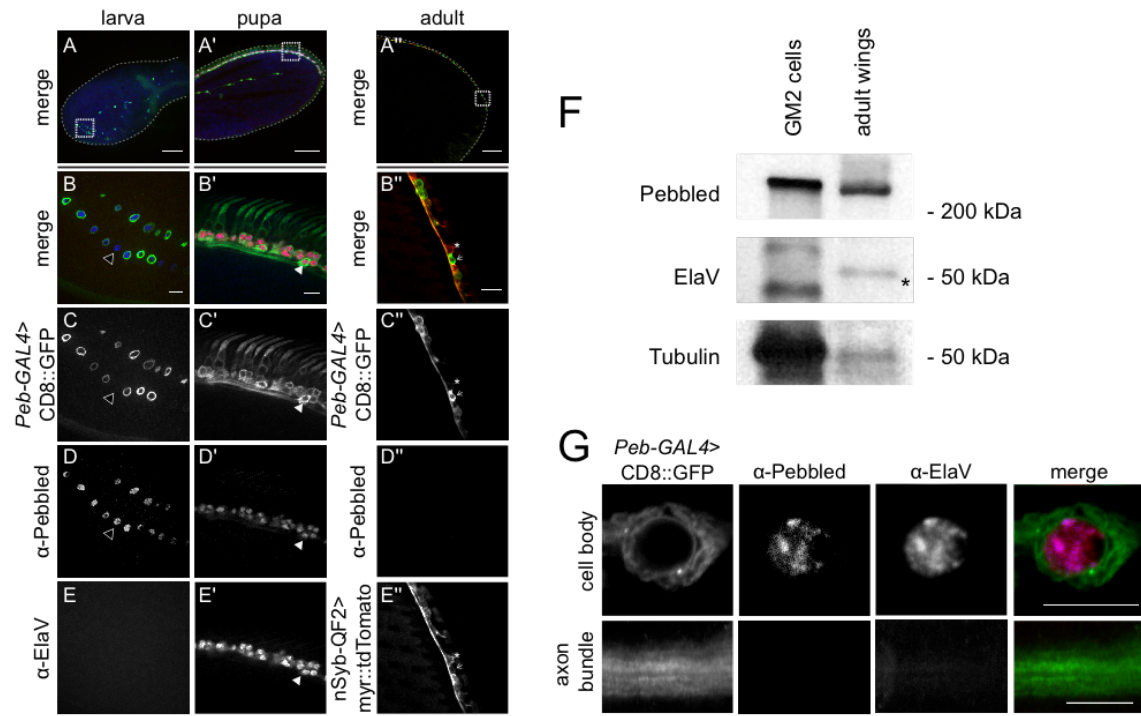 larva
pupa
adult
merge
A
A'
merge
A"
merge
B
B'
merge
B"
Peb-GAL4>
CD8::GFP
C
C'
Peb-GAL4>
CD8::GFP
C"
α-Pebbled
D
D'
α-Pebbled
D"
α-ElaV
E
E'
nSyb-QF2>
myr::tdTomato
E"
*
*
*
F
GM2 cells
adult wings
Pebbled
- 200 kDa
ElaV
- 50 kDa
*
Tubulin
- 50 kDa
G
Peb-GAL4>
CD8::GFP
α-Pebbled
α-ElaV
merge
cell body
axon
bundle